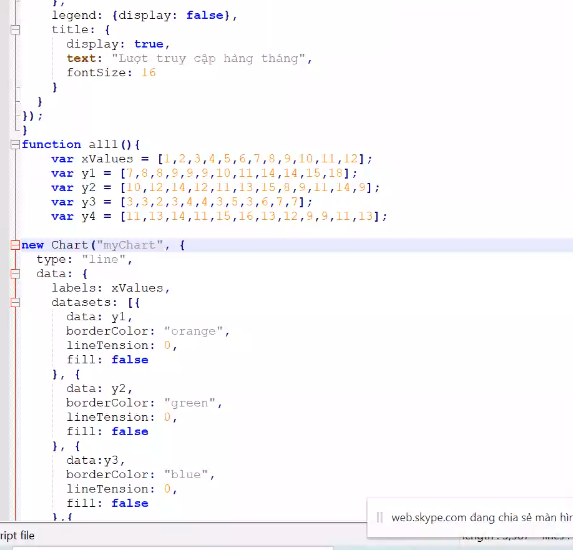 };
legend: {display: false},
title: {
display: true,
text: "Lượt truy cập hàng tháng",
fontSize: 16
}
}
});
}
function all1(){
var xValues = [1,2,3,4,5,6,7,8,9,10,11,12];
var y1 = [7,8,8,9,9,9,10,11,14,14,15,18];
var y2 = [10,12,14,12,11,13,15,8,9,11,14,9];
var y3 = [3,3,2,3,4,4,3,5,3,6,7,7];
var y4 = [11,13,14,11,15,16,13,12,9,9,11,13];
new Chart("myChart", {
type: "line",
data: {
labels: xValues,
datasets: [{
data: y1,
borderColor: "orange",
lineTension: 0,
fill: false
}, {
data: y2,
borderColor: "green",
lineTension: 0,
fill: false
}, {
data:y3,
borderColor: "blue",
lineTension: 0,
fill: false
},{
web.skype.com đang chia sẻ màn hìn
ript file